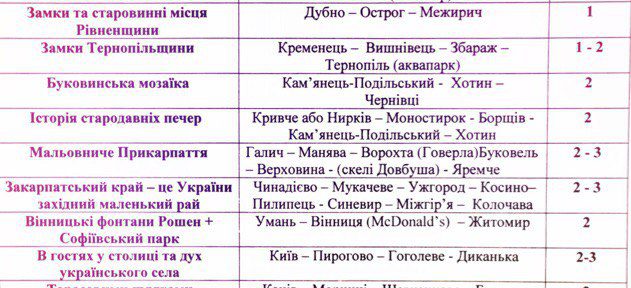 Замки та старовинні місця
Рівненщини
Дубно – Острог – Межирич
1
Замки Тернопільщини
Кременець – Вишнівець – Збараж –
Тернопіль (аквапарк)
1 - 2
Буковинська мозаїка
Кам’янець-Подільський - Хотин –
Чернівці
2
Історія стародавніх печер
Кривче або Нирків – Моностирок - Борщів -
Кам’янець-Подільський – Хотин
2
Мальовниче Прикарпаття
Галич – Манява – Ворохта (Говерла)Буковель
– Верховина - (скелі Довбуша) - Яремче
2 - 3
Закарпатський край – це України
західний маленький рай
Чинадієво – Мукачеве – Ужгород – Косино–
Пилипець - Синевир – Міжгір’я – Колочава
2 - 3
Вінницькі фонтани Рошен +
Софіївський парк
Умань – Вінниця (McDonald’s) – Житомир
2
В гостях у столиці та дух
українського села
Київ – Пирогово – Гоголеве - Диканька
2-3